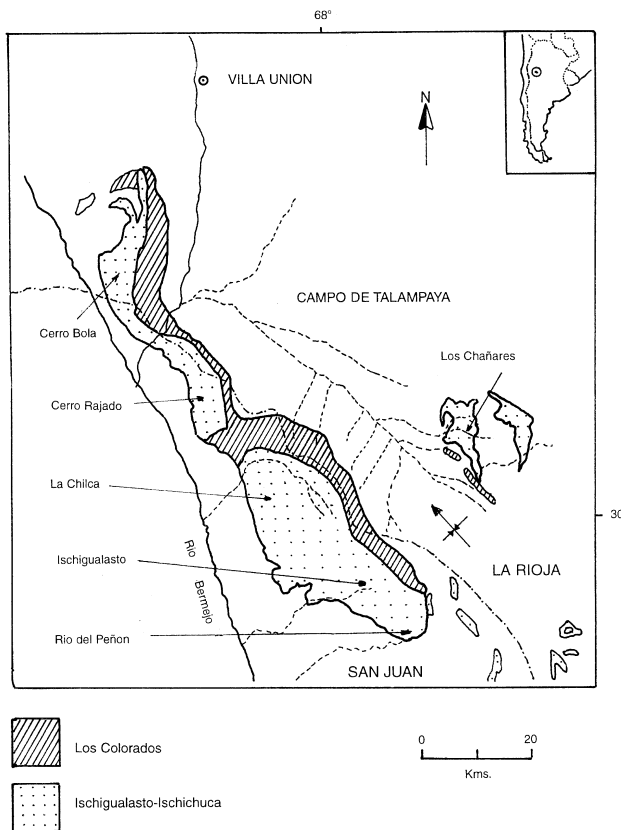 68°
VILLA UNION
N
CAMPO DE TALAMPAYA
Cerro Bola
Los Chañares
Cerro Rajado
La Chilca
30
Ischigualasto
Rio
Bermejo
LA RIOJA
Rio del Peñon
SAN JUAN
Los Colorados
0 20
Kms.
Ischigualasto-Ischichuca